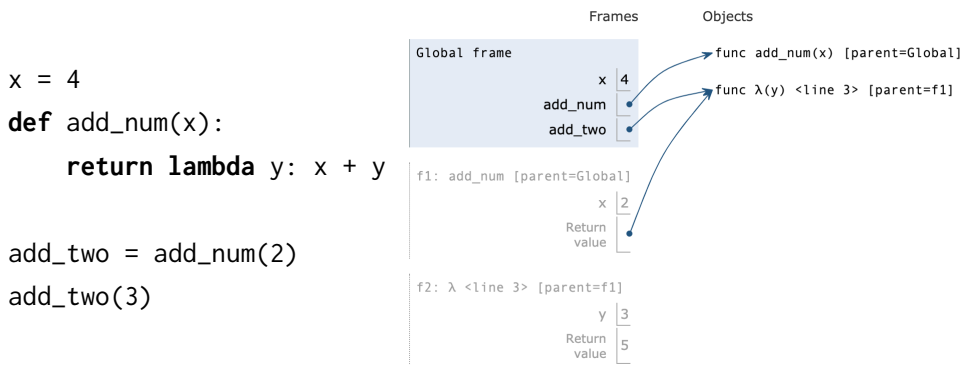 x = 4
def add_num(x):
    return lambda y: x + y
add_two = add_num(2)
add_two(3)
Frames Objects
Global frame
x 4
add_num
add_two
func add_num(x) [parent=Global]
func λ(y) <line 3> [parent=f1]
f1: add_num [parent=Global]
x 2
Return
value
f2: λ <line 3> [parent=f1]
y 3
Return
value 5